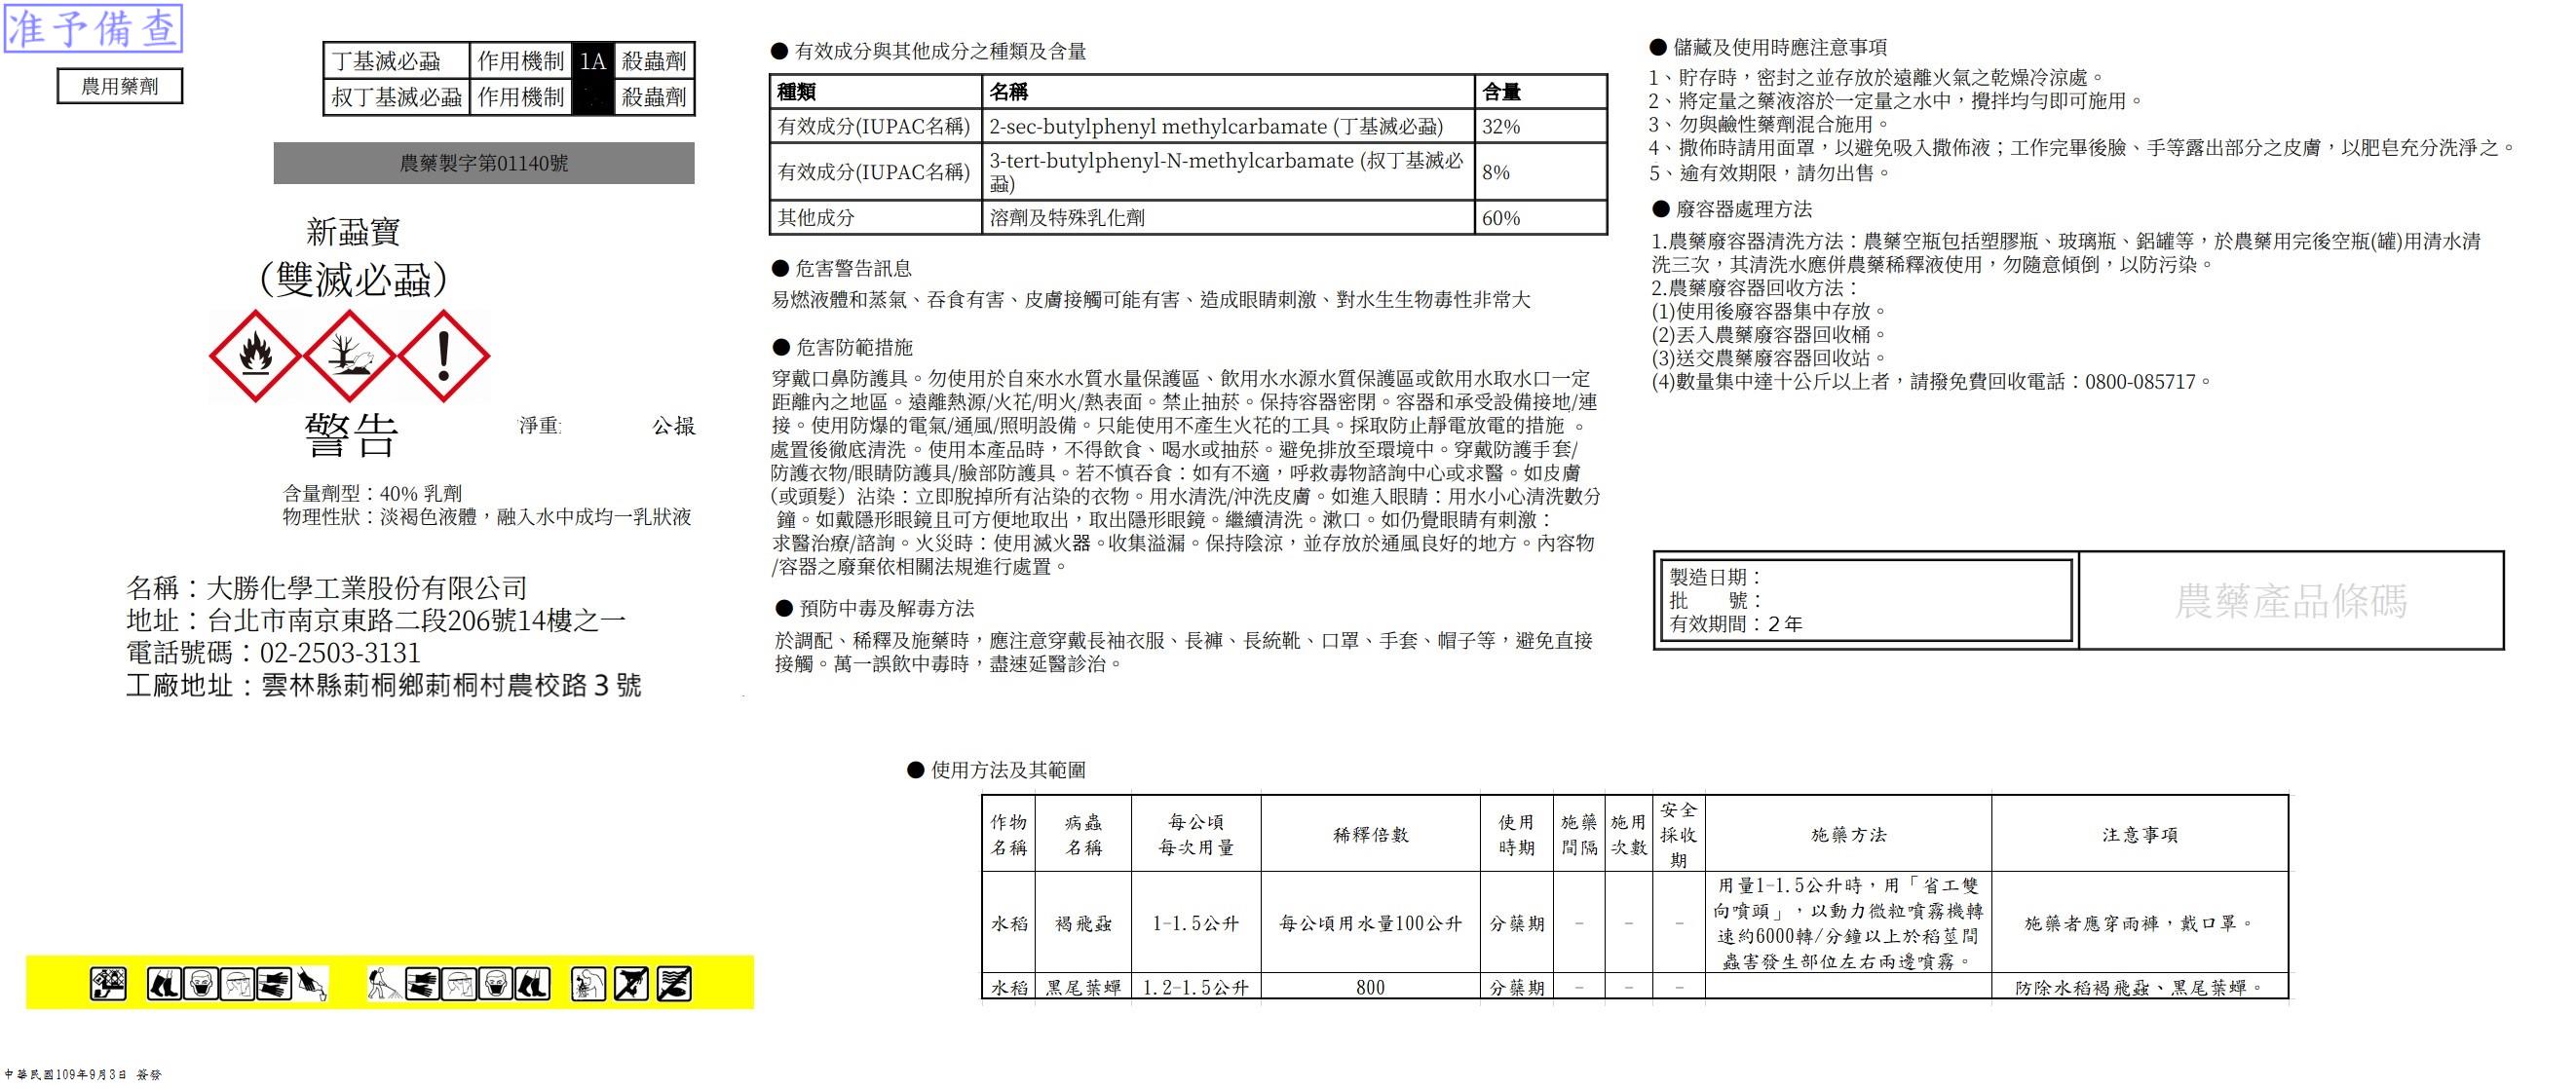 准予備查
農用藥劑
丁基滅必蝨 作用機制 1A 殺蟲劑
叔丁基滅必蝨 作用機制 殺蟲劑
農藥製字第01140號
新蝨寶
(雙滅必蝨)
警告 淨重: 公撮
含量劑型：40% 乳劑
物理性狀：淡褐色液體，融入水中成均一乳狀液
名稱：大勝化學工業股份有限公司
地址：台北市南京東路二段206號14樓之一
電話號碼：02-2503-3131
工廠地址：雲林縣莿桐鄉莿桐村農校路3號
● 有效成分與其他成分之種類及含量
種類 名稱 含量
有效成分(IUPAC名稱) 2-sec-butylphenyl methylcarbamate (丁基滅必蝨) 32%
有效成分(IUPAC名稱) 3-tert-butylphenyl-N-methylcarbamate (叔丁基滅必
蝨) 8%
其他成分 溶劑及特殊乳化劑 60%
● 危害警告訊息
易燃液體和蒸氣、吞食有害、皮膚接觸可能有害、造成眼睛刺激、對水生生物毒性非常大
● 危害防範措施
穿戴口鼻防護具。勿使用於自來水水質水量保護區、飲用水水源水質保護區或飲用水取水口一定
距離內之地區。遠離熱源/火花/明火/熱表面。禁止抽菸。保持容器密閉。容器和承受設備接地/連
接。使用防爆的電氣/通風/照明設備。只能使用不產生火花的工具。採取防止靜電放電的措施 。
處置後徹底清洗。使用本產品時，不得飲食、喝水或抽菸。避免排放至環境中。穿戴防護手套/
防護衣物/眼睛防護具/臉部防護具。若不慎吞食：如有不適，呼救毒物諮詢中心或求醫。如皮膚
(或頭髮）沾染：立即脫掉所有沾染的衣物。用水清洗/沖洗皮膚。如進入眼睛：用水小心清洗數分
鐘。如戴隱形眼鏡且可方便地取出，取出隱形眼鏡。繼續清洗。漱口。如仍覺眼睛有刺激：
求醫治療/諮詢。火災時：使用滅火器。收集溢漏。保持陰涼，並存放於通風良好的地方。內容物
/容器之廢棄依相關法規進行處置。
● 預防中毒及解毒方法
於調配、稀釋及施藥時，應注意穿戴長袖衣服、長褲、長統靴、口罩、手套、帽子等，避免直接
接觸。萬一誤飲中毒時，盡速延醫診治。
● 儲藏及使用時應注意事項
1、貯存時，密封之並存放於遠離火氣之乾燥冷涼處。
2、將定量之藥液溶於一定量之水中，攪拌均勻即可施用。
3、勿與鹼性藥劑混合施用。
4、撒佈時請用面罩，以避免吸入撒佈液；工作完畢後臉、手等露出部分之皮膚，以肥皂充分洗淨之。
5、逾有效期限，請勿出售。
● 廢容器處理方法
1.農藥廢容器清洗方法：農藥空瓶包括塑膠瓶、玻璃瓶、鋁罐等，於農藥用完後空瓶(罐)用清水清
洗三次，其清洗水應併農藥稀釋液使用，勿隨意傾倒，以防污染。
2.農藥廢容器回收方法：
(1)使用後廢容器集中存放。
(2)丟入農藥廢容器回收桶。
(3)送交農藥廢容器回收站。
(4)數量集中達十公斤以上者，請撥免費回收電話：0800-085717。
製造日期：
批 號：
有效期間：2年
農藥產品條碼
● 使用方法及其範圍
作物名稱 病蟲名稱 每公頃每次用量 稀釋倍數 使用時期 施藥間隔 施用次數 安全採收期 施藥方法 注意事項
水稻 褐飛蝨 1-1.5公升 每公頃用水量100公升 分蘗期 - - - 用量1-1.5公升時，用「省工雙
向噴頭」，以動力微粒噴霧機轉
速約6000轉/分鐘以上於稻莖間
蟲害發生部位左右兩邊噴霧。 施藥者應穿雨褲，戴口罩。
水稻 黑尾葉蟬 1.2-1.5公升 800 分蘗期 - - - 防除水稻褐飛蝨、黑尾葉蟬。
中華民國109年9月3日 簽發